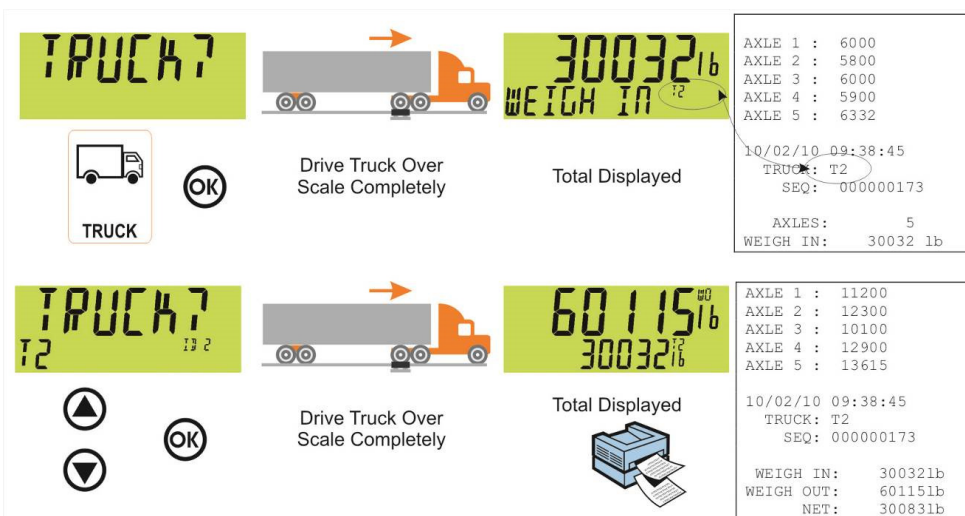 TRUCK?
OK
TRUCK
Drive Truck Over
Scale Completely
30032lb
WEIGH IN T2
Total Displayed
AXLE 1 : 6000
AXLE 2 : 5800
AXLE 3 : 6000
AXLE 4 : 5900
AXLE 5 : 6332
10/02/10 09:38:45
TRUCK: T2
SEQ: 000000173
AXLES: 5
WEIGH IN: 30032 lb
TRUCK?
T2 ID 2
OK
Drive Truck Over
Scale Completely
60115lb WO
T2
30032lb
Total Displayed
AXLE 1 : 11200
AXLE 2 : 12300
AXLE 3 : 10100
AXLE 4 : 12900
AXLE 5 : 13615
10/02/10 09:38:45
TRUCK: T2
SEQ: 000000173
WEIGH IN: 30032lb
WEIGH OUT: 60115lb
NET: 30083lb